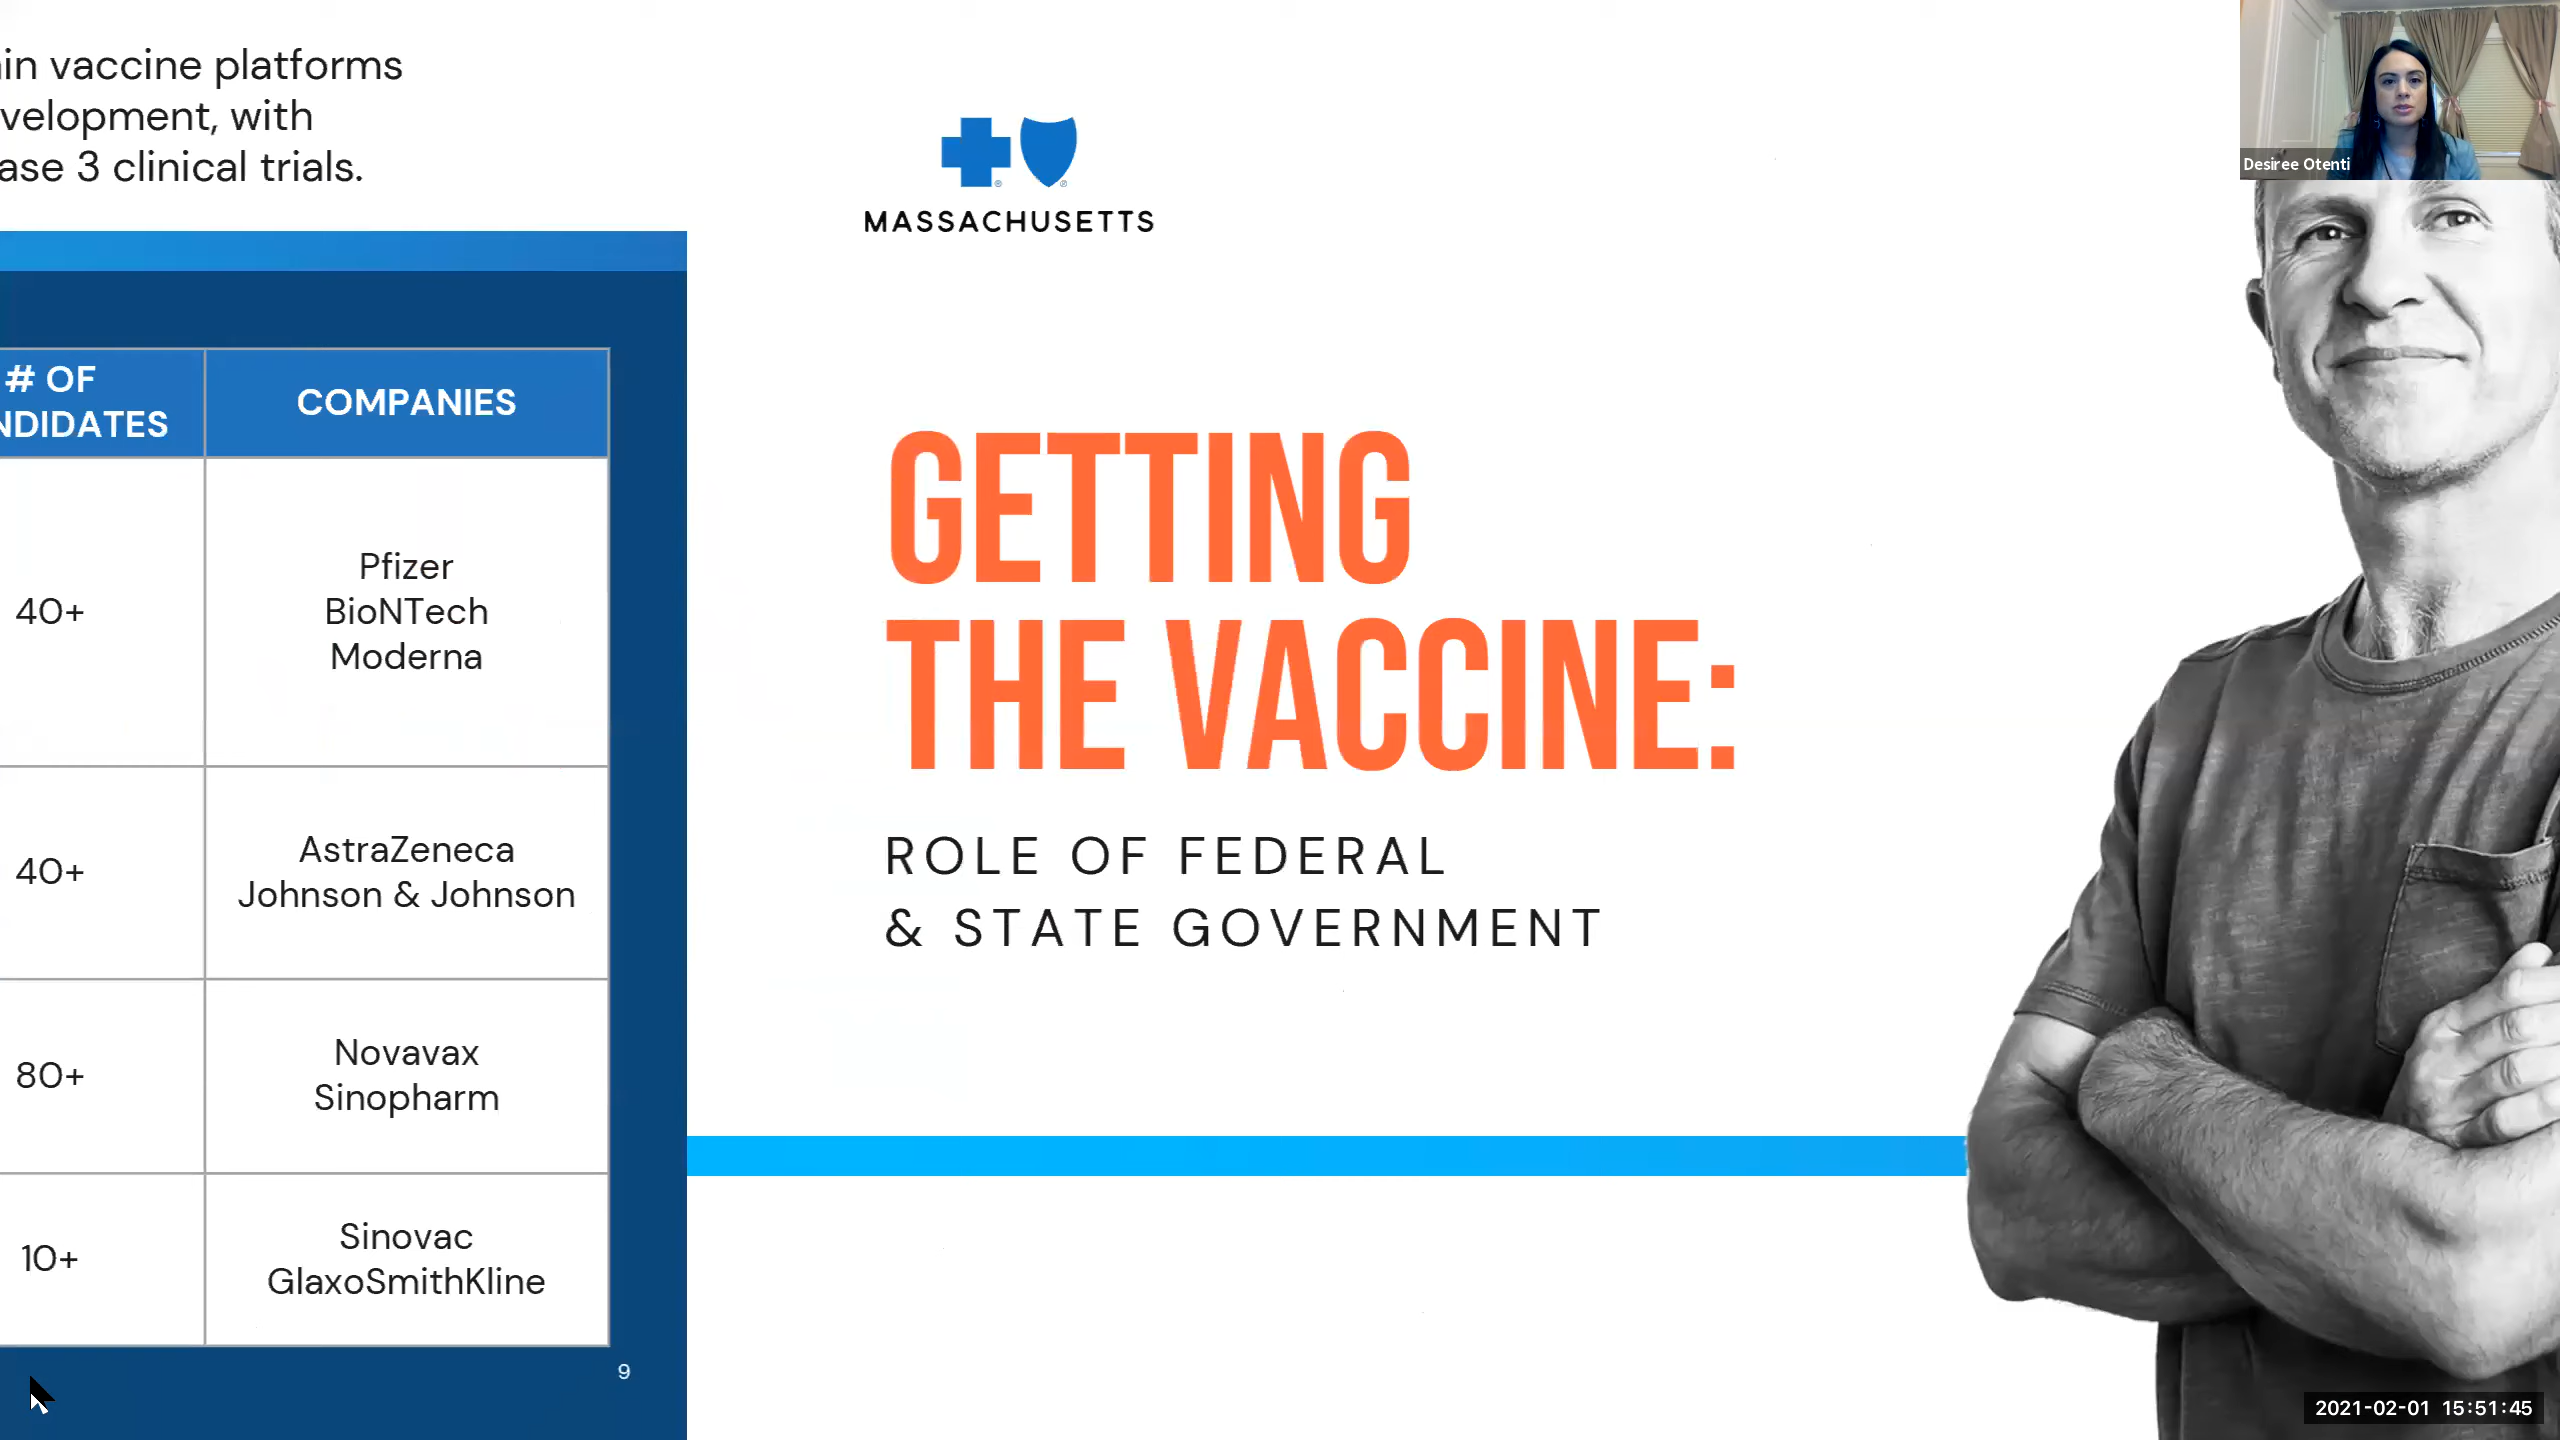 in vaccine platforms
velopment, with
ase 3 clinical trials.
# OF
NDIDATES
COMPANIES
40+
Pfizer
BioNTech
Moderna
40+
AstraZeneca
Johnson & Johnson
80+
Novavax
Sinopharm
10+
Sinovac
GlaxoSmithKline
9
MASSACHUSETTS
GETTING
THE VACCINE:
ROLE OF FEDERAL
& STATE GOVERNMENT
Desiree Otenti
2021-02-01 15:51:45